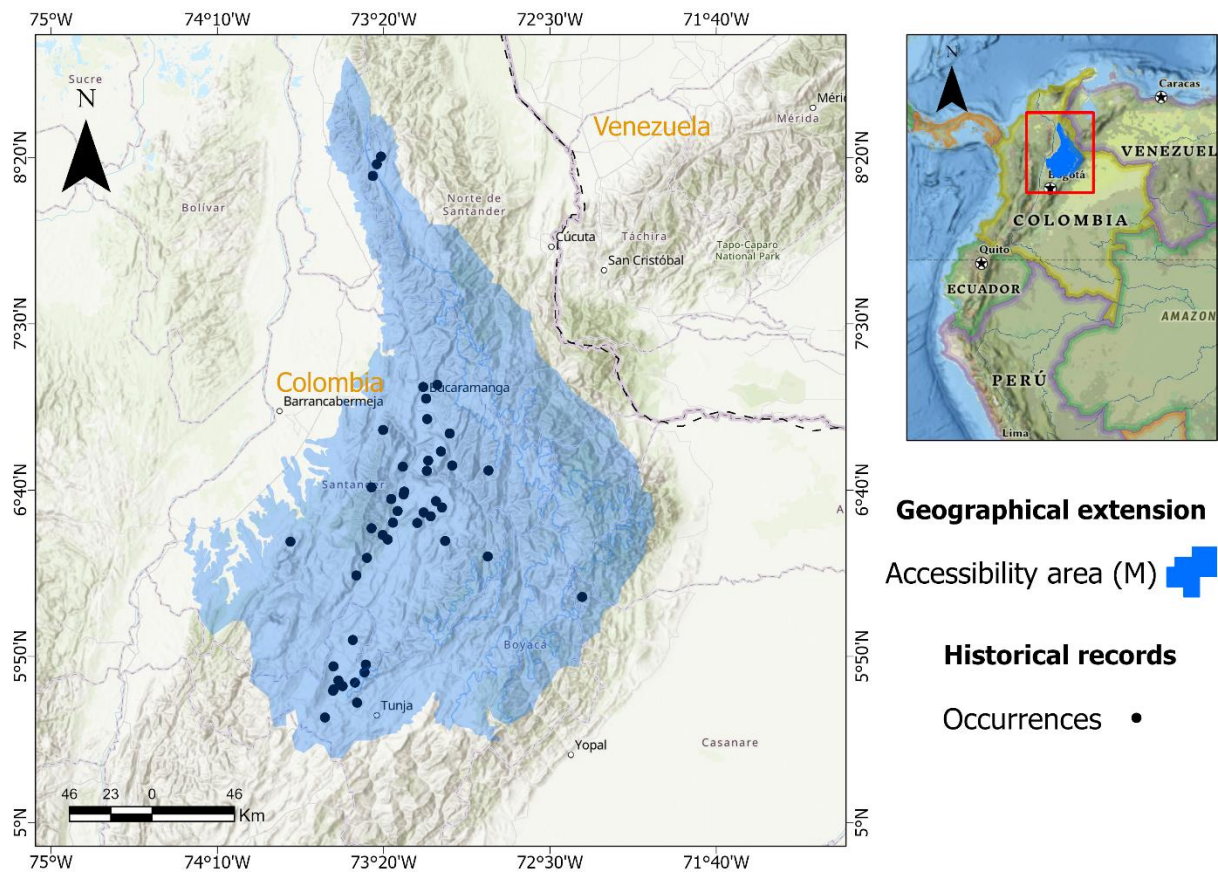 75°W 74°10'W 73°20'W 72°30'W 71°40'W
Sucre
N
Venezuela
Mérida
8°20'N
8°20'N
Bolívar
Norte de
Santander
Cúcuta
Táchira
San Cristóbal
Tapo-Caparo
National Park
7°30'N
7°30'N
Colombia
Bucaramanga
Barrancabermeja
Santander
6°40'N
6°40'N
Boyacá
5°50'N
5°50'N
Tunja
Yopal
Casanare
46 23 0 46
Km
5°N
5°N
75°W 74°10'W 73°20'W 72°30'W 71°40'W
N
Caracas
VENEZUEL
Bogotá
COLOMBIA
Quito
ECUADOR
AMAZON
PERÚ
Lima
Geographical extension
Accessibility area (M)
Historical records
Occurrences